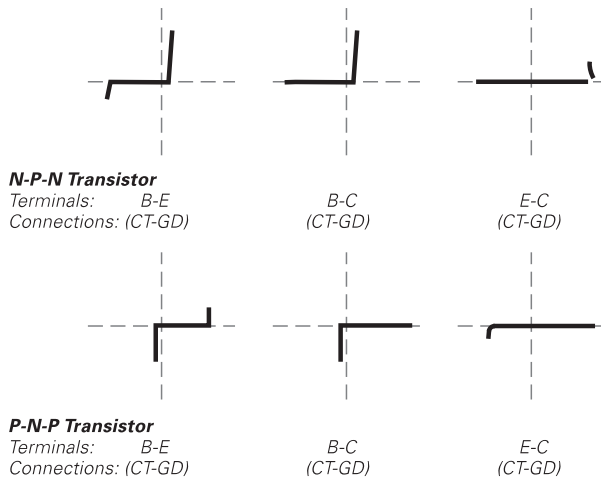 N-P-N Transistor
Terminals: B-E B-C E-C
Connections: (CT-GD) (CT-GD) (CT-GD)
P-N-P Transistor
Terminals: B-E B-C E-C
Connections: (CT-GD) (CT-GD) (CT-GD)